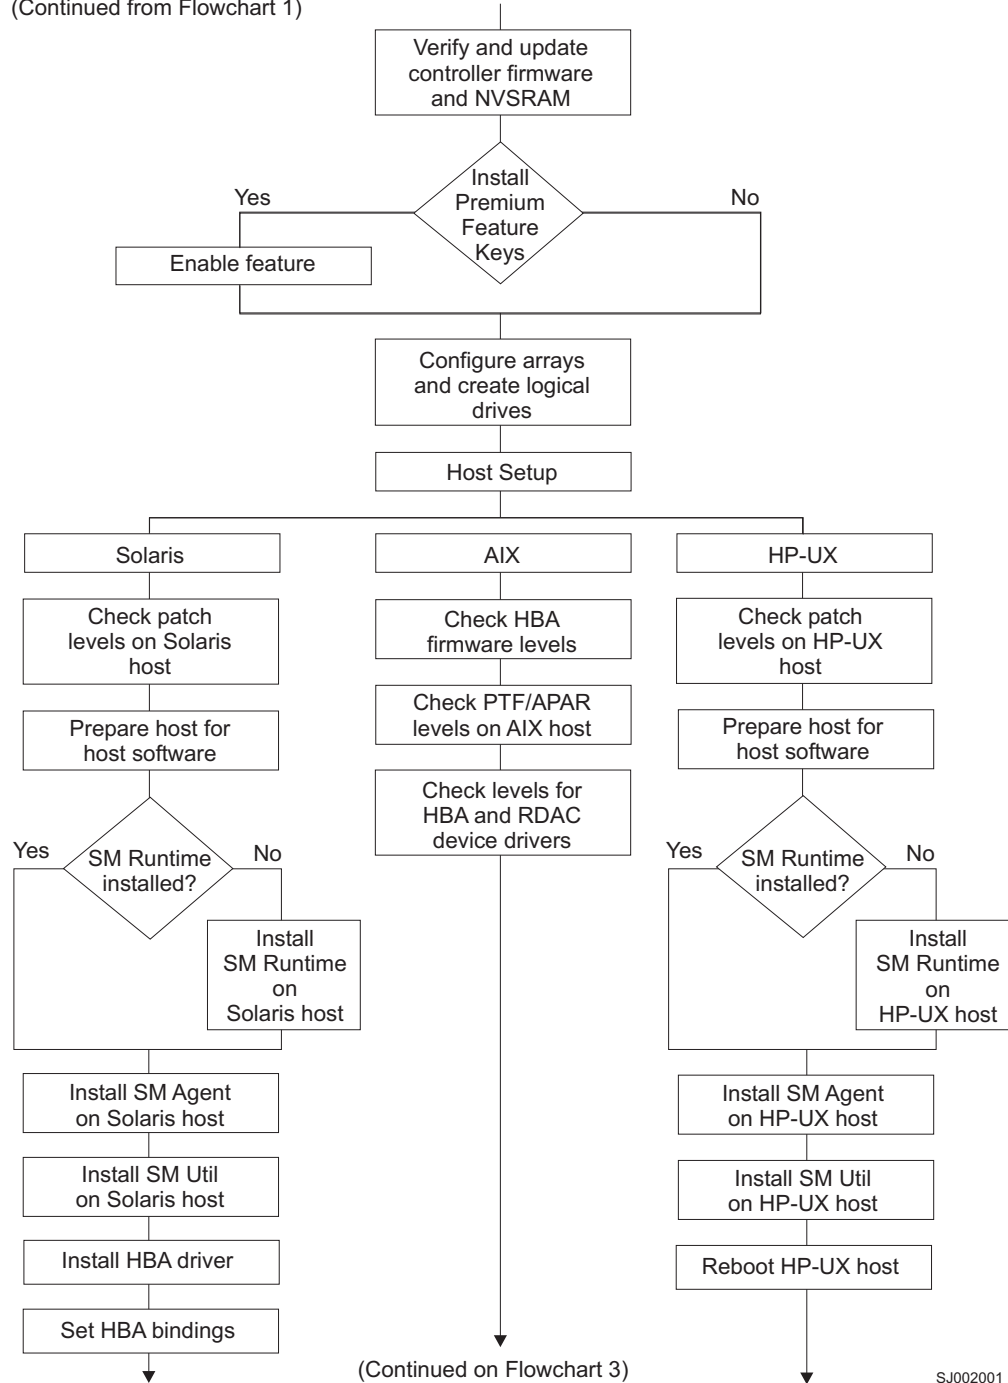 (Continued from Flowchart 1)
Verify and update
controller firmware
and NVSRAM
Install
Premium
Feature
Keys
Yes
No
Enable feature
Configure arrays
and create logical
drives
Host Setup
Solaris
AIX
HP-UX
Check patch
levels on Solaris
host
Check HBA
firmware levels
Check patch
levels on HP-UX
host
Prepare host for
host software
Check PTF/APAR
levels on AIX host
Prepare host for
host software
Check levels for
HBA and RDAC
device drivers
Yes
SM Runtime
installed?
No
Yes
SM Runtime
installed?
No
Install
SM Runtime
on
Solaris host
Install
SM Runtime
on
HP-UX host
Install SM Agent
on Solaris host
Install SM Agent
on HP-UX host
Install SM Util
on Solaris host
Install SM Util
on HP-UX host
Install HBA driver
Reboot HP-UX host
Set HBA bindings
(Continued on Flowchart 3)
SJ002001